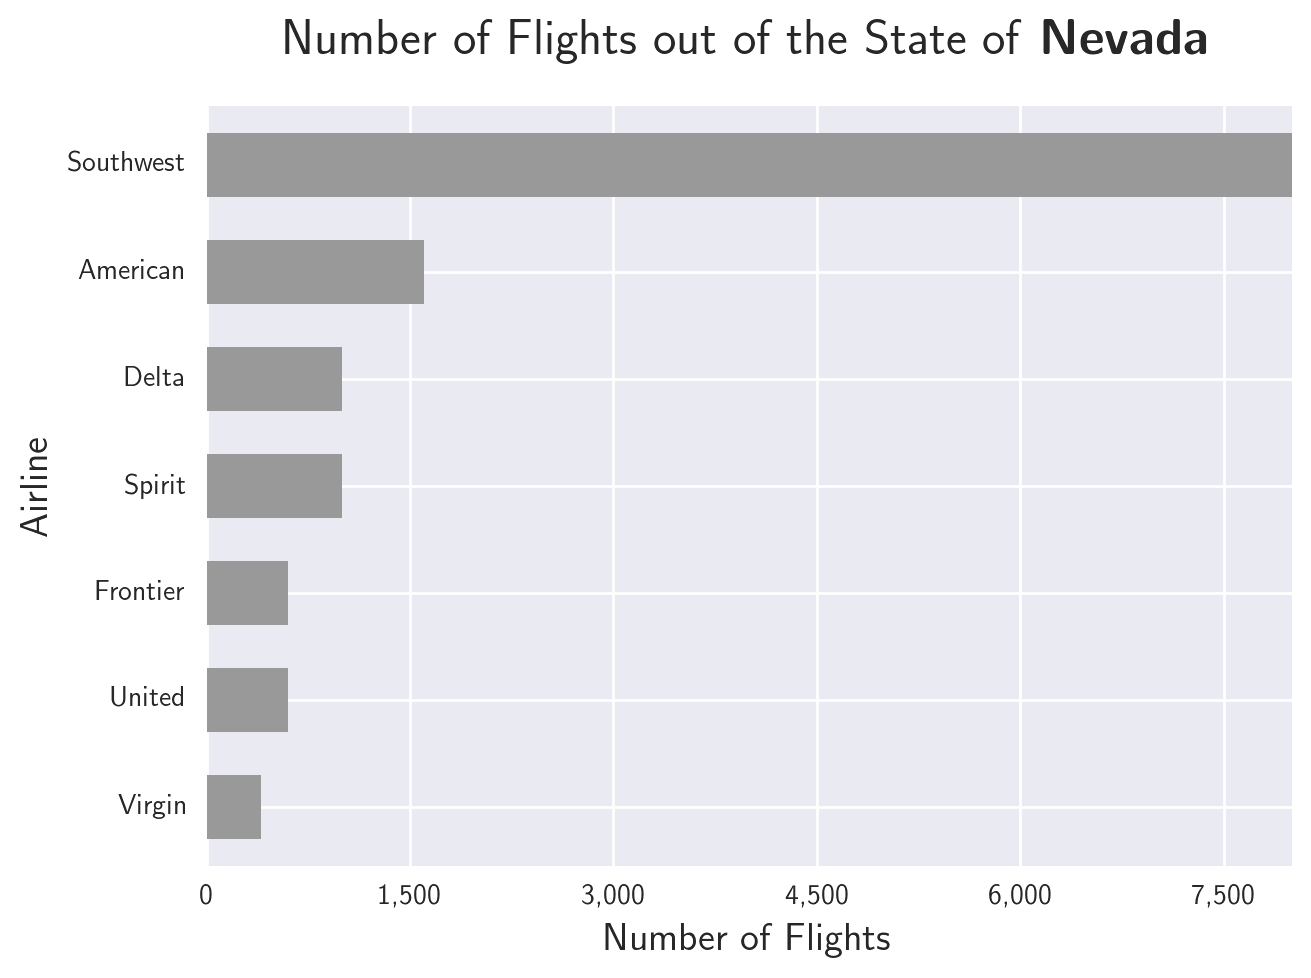 Number of Flights out of the State of Nevada
Southwest
American
Delta
Spirit
Frontier
United
Virgin
Airline
0 1,500 3,000 4,500 6,000 7,500
Number of Flights